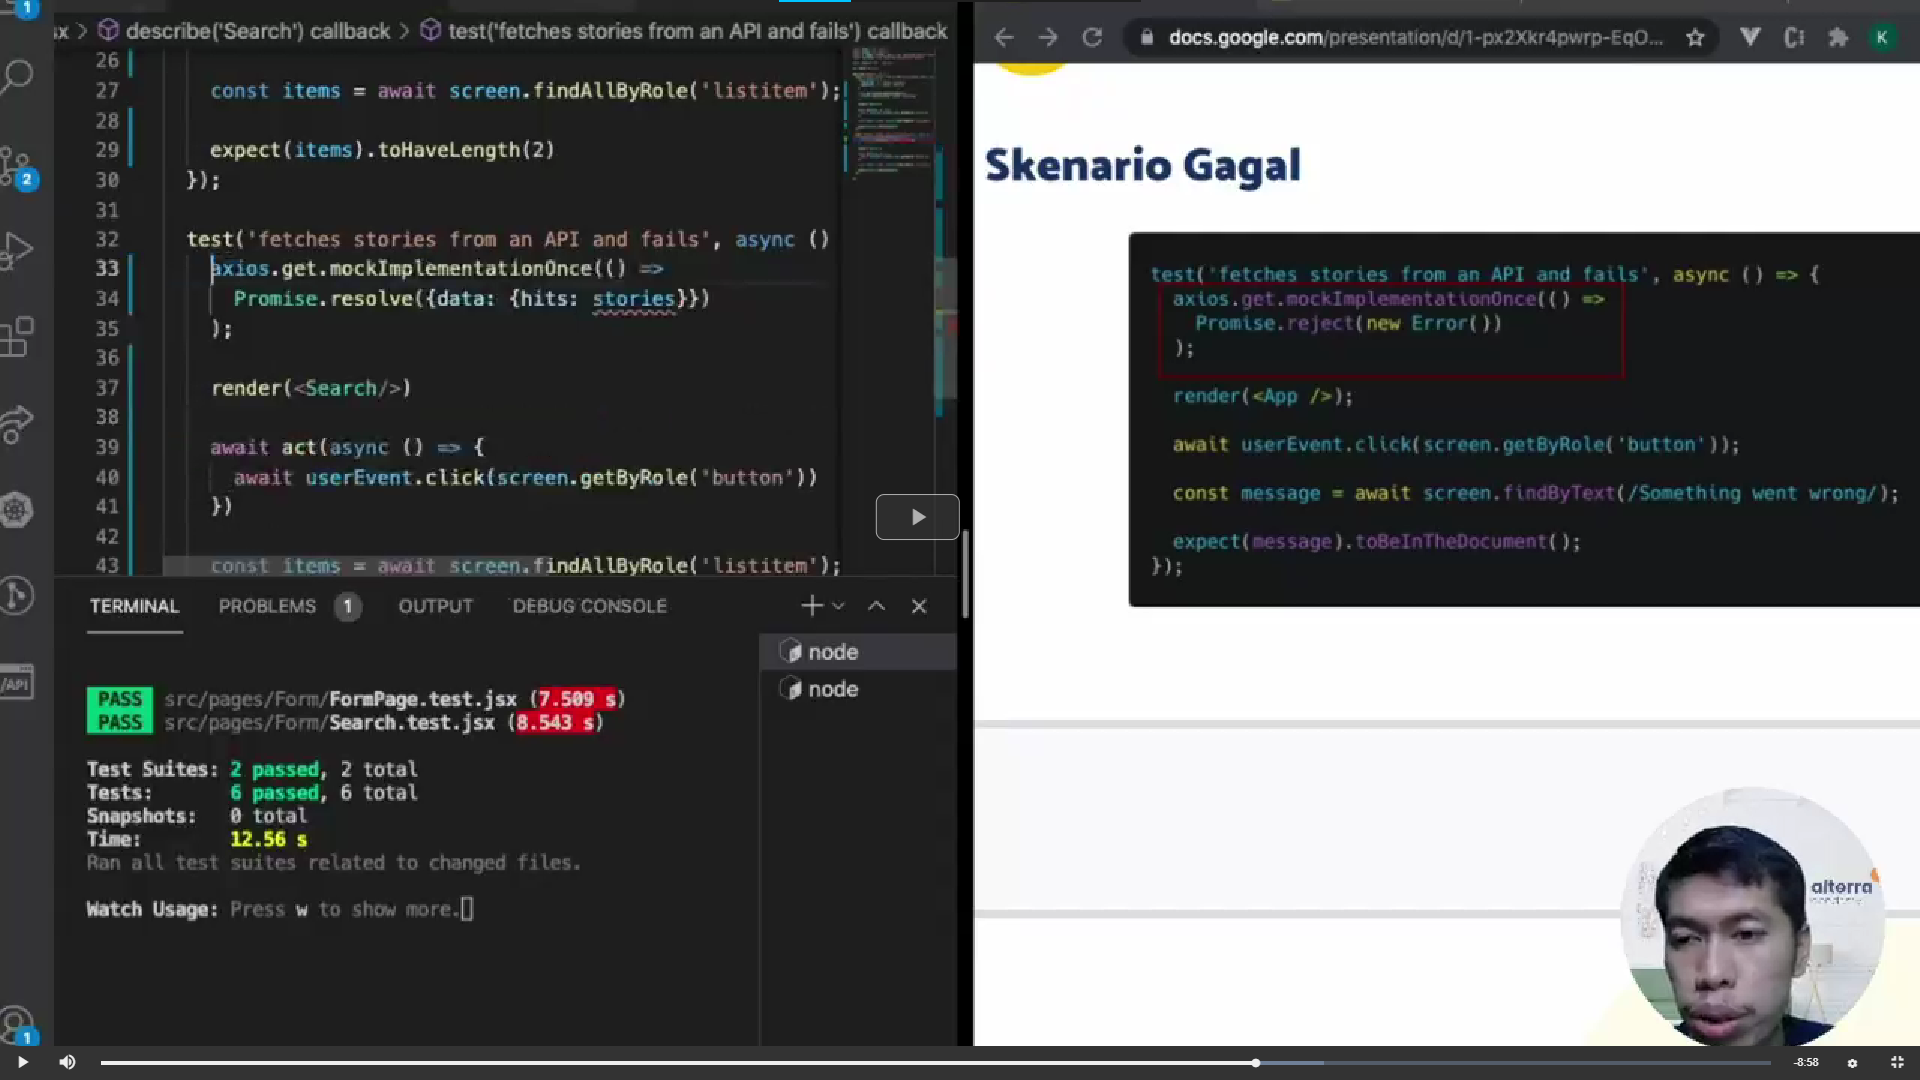 1
x > describe('Search') callback > test('fetches stories from an API and fails') callback
26
27 const items = await screen.findAllByRole('listitem');
28
29 expect(items).toHaveLength(2)
30 });
31
32 test('fetches stories from an API and fails', async ()
33 axios.get.mockImplementationOnce(() =>
34 Promise.resolve({data: {hits: stories}})
35 );
36
37 render(<Search/>)
38
39 await act(async () => {
40 await userEvent.click(screen.getByRole('button'))
41 })
42
43 const items = await screen.findAllByRole('listitem');
2
/API
1
TERMINAL PROBLEMS 1 OUTPUT DEBUG CONSOLE
node
node
PASS src/pages/Form/FormPage.test.jsx (7.509 s)
PASS src/pages/Form/Search.test.jsx (8.543 s)
Test Suites: 2 passed, 2 total
Tests: 6 passed, 6 total
Snapshots: 0 total
Time: 12.56 s
Ran all test suites related to changed files.
Watch Usage: Press w to show more.
docs.google.com/presentation/d/1-px2Xkr4pwrp-EqO...
K
Skenario Gagal
test('fetches stories from an API and fails', async () => {
axios.get.mockImplementationOnce(() =>
Promise.reject(new Error())
);
render(<App />);
await userEvent.click(screen.getByRole('button'));
const message = await screen.findByText(/Something went wrong/);
expect(message).toBeInTheDocument();
});
alterra
academy
-8:58